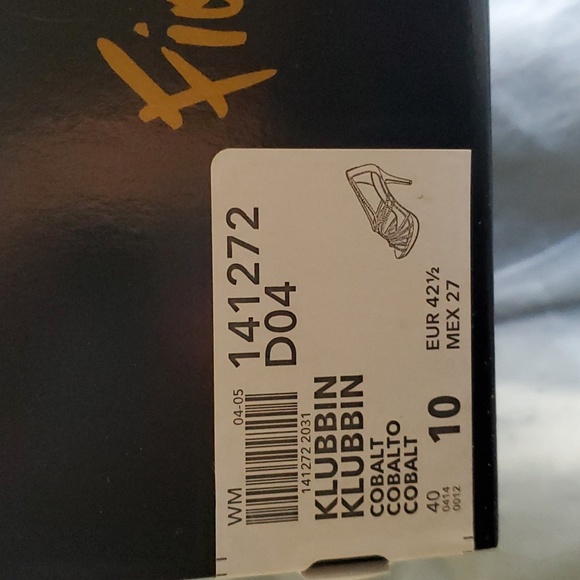 fio
WM
04-05
141272
D04
141272 2031
KLUBBIN
KLUBBIN
COBALT
COBALTO
COBALT
40
0414
0012
10
EUR 42½
MEX 27